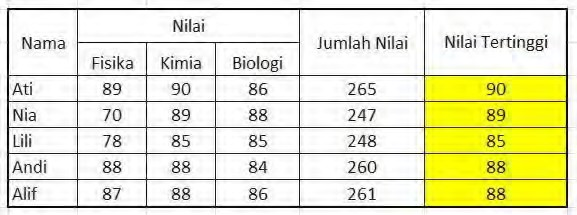 Nama Nilai Jumlah Nilai Nilai Tertinggi
Fisika Kimia Biologi
Ati 89 90 86 265 90
Nia 70 89 88 247 89
Lili 78 85 85 248 85
Andi 88 88 84 260 88
Alif 87 88 86 261 88